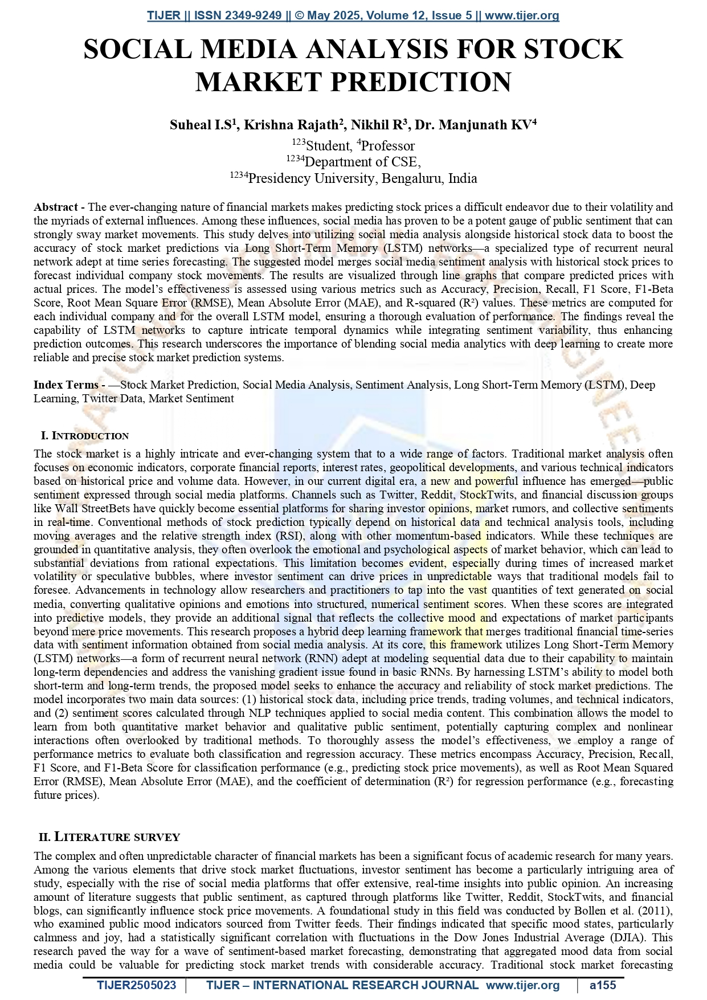 TIJER || ISSN 2349-9249 || © May 2025, Volume 12, Issue 5 || www.tijer.org
SOCIAL MEDIA ANALYSIS FOR STOCK
MARKET PREDICTION
Suheal I.S¹, Krishna Rajath², Nikhil R³, Dr. Manjunath KV⁴
¹²³Student, ⁴Professor
¹²³⁴Department of CSE,
¹²³⁴Presidency University, Bengaluru, India
Abstract - The ever-changing nature of financial markets makes predicting stock prices a difficult endeavor due to their volatility and
the myriads of external influences. Among these influences, social media has proven to be a potent gauge of public sentiment that can
strongly sway market movements. This study delves into utilizing social media analysis alongside historical stock data to boost the
accuracy of stock market predictions via Long Short-Term Memory (LSTM) networks—a specialized type of recurrent neural
network adept at time series forecasting. The suggested model merges social media sentiment analysis with historical stock prices to
forecast individual company stock movements. The results are visualized through line graphs that compare predicted prices with
actual prices. The model’s effectiveness is assessed using various metrics such as Accuracy, Precision, Recall, F1 Score, F1-Beta
Score, Root Mean Square Error (RMSE), Mean Absolute Error (MAE), and R-squared (R²) values. These metrics are computed for
each individual company and for the overall LSTM model, ensuring a thorough evaluation of performance. The findings reveal the
capability of LSTM networks to capture intricate temporal dynamics while integrating sentiment variability, thus enhancing
prediction outcomes. This research underscores the importance of blending social media analytics with deep learning to create more
reliable and precise stock market prediction systems.
Index Terms - —Stock Market Prediction, Social Media Analysis, Sentiment Analysis, Long Short-Term Memory (LSTM), Deep
Learning, Twitter Data, Market Sentiment
I. INTRODUCTION
The stock market is a highly intricate and ever-changing system that to a wide range of factors. Traditional market analysis often
focuses on economic indicators, corporate financial reports, interest rates, geopolitical developments, and various technical indicators
based on historical price and volume data. However, in our current digital era, a new and powerful influence has emerged—public
sentiment expressed through social media platforms. Channels such as Twitter, Reddit, StockTwits, and financial discussion groups
like Wall StreetBets have quickly become essential platforms for sharing investor opinions, market rumors, and collective sentiments
in real-time. Conventional methods of stock prediction typically depend on historical data and technical analysis tools, including
moving averages and the relative strength index (RSI), along with other momentum-based indicators. While these techniques are
grounded in quantitative analysis, they often overlook the emotional and psychological aspects of market behavior, which can lead to
substantial deviations from rational expectations. This limitation becomes evident, especially during times of increased market
volatility or speculative bubbles, where investor sentiment can drive prices in unpredictable ways that traditional models fail to
foresee. Advancements in technology allow researchers and practitioners to tap into the vast quantities of text generated on social
media, converting qualitative opinions and emotions into structured, numerical sentiment scores. When these scores are integrated
into predictive models, they provide an additional signal that reflects the collective mood and expectations of market participants
beyond mere price movements. This research proposes a hybrid deep learning framework that merges traditional financial time-series
data with sentiment information obtained from social media analysis. At its core, this framework utilizes Long Short-Term Memory
(LSTM) networks—a form of recurrent neural network (RNN) adept at modeling sequential data due to their capability to maintain
long-term dependencies and address the vanishing gradient issue found in basic RNNs. By harnessing LSTM’s ability to model both
short-term and long-term trends, the proposed model seeks to enhance the accuracy and reliability of stock market predictions. The
model incorporates two main data sources: (1) historical stock data, including price trends, trading volumes, and technical indicators,
and (2) sentiment scores calculated through NLP techniques applied to social media content. This combination allows the model to
learn from both quantitative market behavior and qualitative public sentiment, potentially capturing complex and nonlinear
interactions often overlooked by traditional methods. To thoroughly assess the model’s effectiveness, we employ a range of
performance metrics to evaluate both classification and regression accuracy. These metrics encompass Accuracy, Precision, Recall,
F1 Score, and F1-Beta Score for classification performance (e.g., predicting stock price movements), as well as Root Mean Squared
Error (RMSE), Mean Absolute Error (MAE), and the coefficient of determination (R²) for regression performance (e.g., forecasting
future prices).
II. LITERATURE SURVEY
The complex and often unpredictable character of financial markets has been a significant focus of academic research for many years.
Among the various elements that drive stock market fluctuations, investor sentiment has become a particularly intriguing area of
study, especially with the rise of social media platforms that offer extensive, real-time insights into public opinion. An increasing
amount of literature suggests that public sentiment, as captured through platforms like Twitter, Reddit, StockTwits, and financial
blogs, can significantly influence stock price movements. A foundational study in this field was conducted by Bollen et al. (2011),
who examined public mood indicators sourced from Twitter feeds. Their findings indicated that specific mood states, particularly
calmness and joy, had a statistically significant correlation with fluctuations in the Dow Jones Industrial Average (DJIA). This
research paved the way for a wave of sentiment-based market forecasting, demonstrating that aggregated mood data from social
media could be valuable for predicting stock market trends with considerable accuracy. Traditional stock market forecasting
TIJER2505023 TIJER – INTERNATIONAL RESEARCH JOURNAL www.tijer.org a155